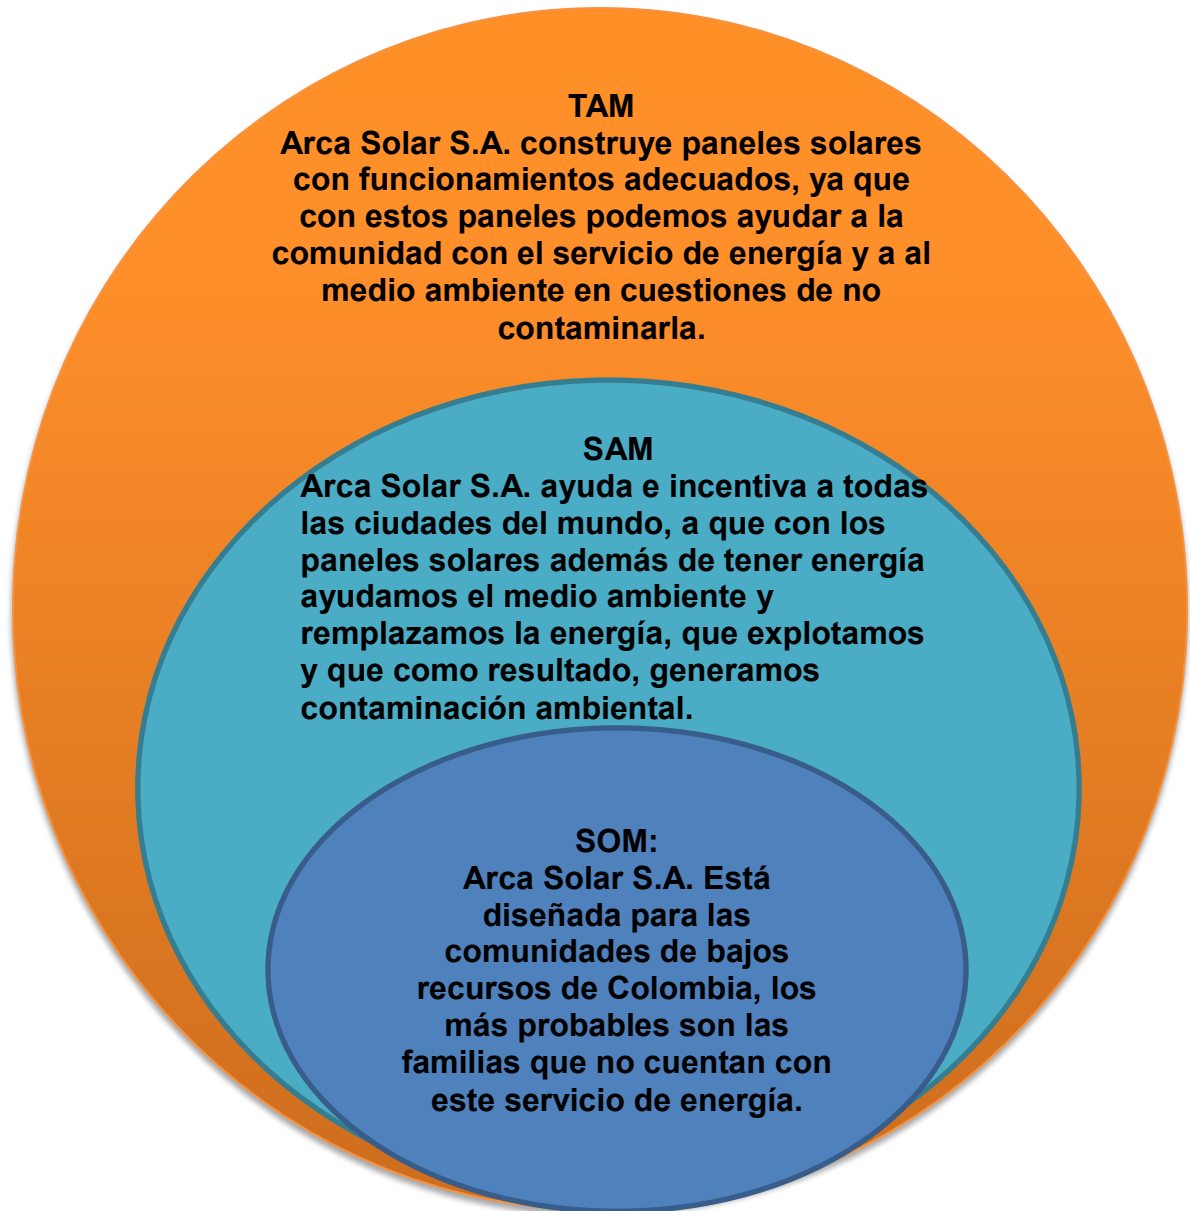 TAM
Arca Solar S.A. construye paneles solares
con funcionamientos adecuados, ya que
con estos paneles podemos ayudar a la
comunidad con el servicio de energía y a al
medio ambiente en cuestiones de no
contaminarla.
SAM
Arca Solar S.A. ayuda e incentiva a todas
las ciudades del mundo, a que con los
paneles solares además de tener energía
ayudamos el medio ambiente y
remplazamos la energía, que explotamos
y que como resultado, generamos
contaminación ambiental.
SOM:
Arca Solar S.A. Está
diseñada para las
comunidades de bajos
recursos de Colombia, los
más probables son las
familias que no cuentan con
este servicio de energía.